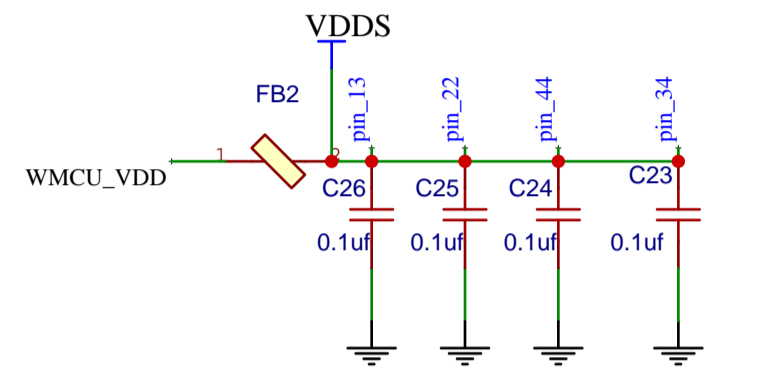 VDDS
FB2
pin_13
pin_22
pin_44
pin_34
1
2
WMCU_VDD
C26
C25
C24
C23
0.1uf
0.1uf
0.1uf
0.1uf